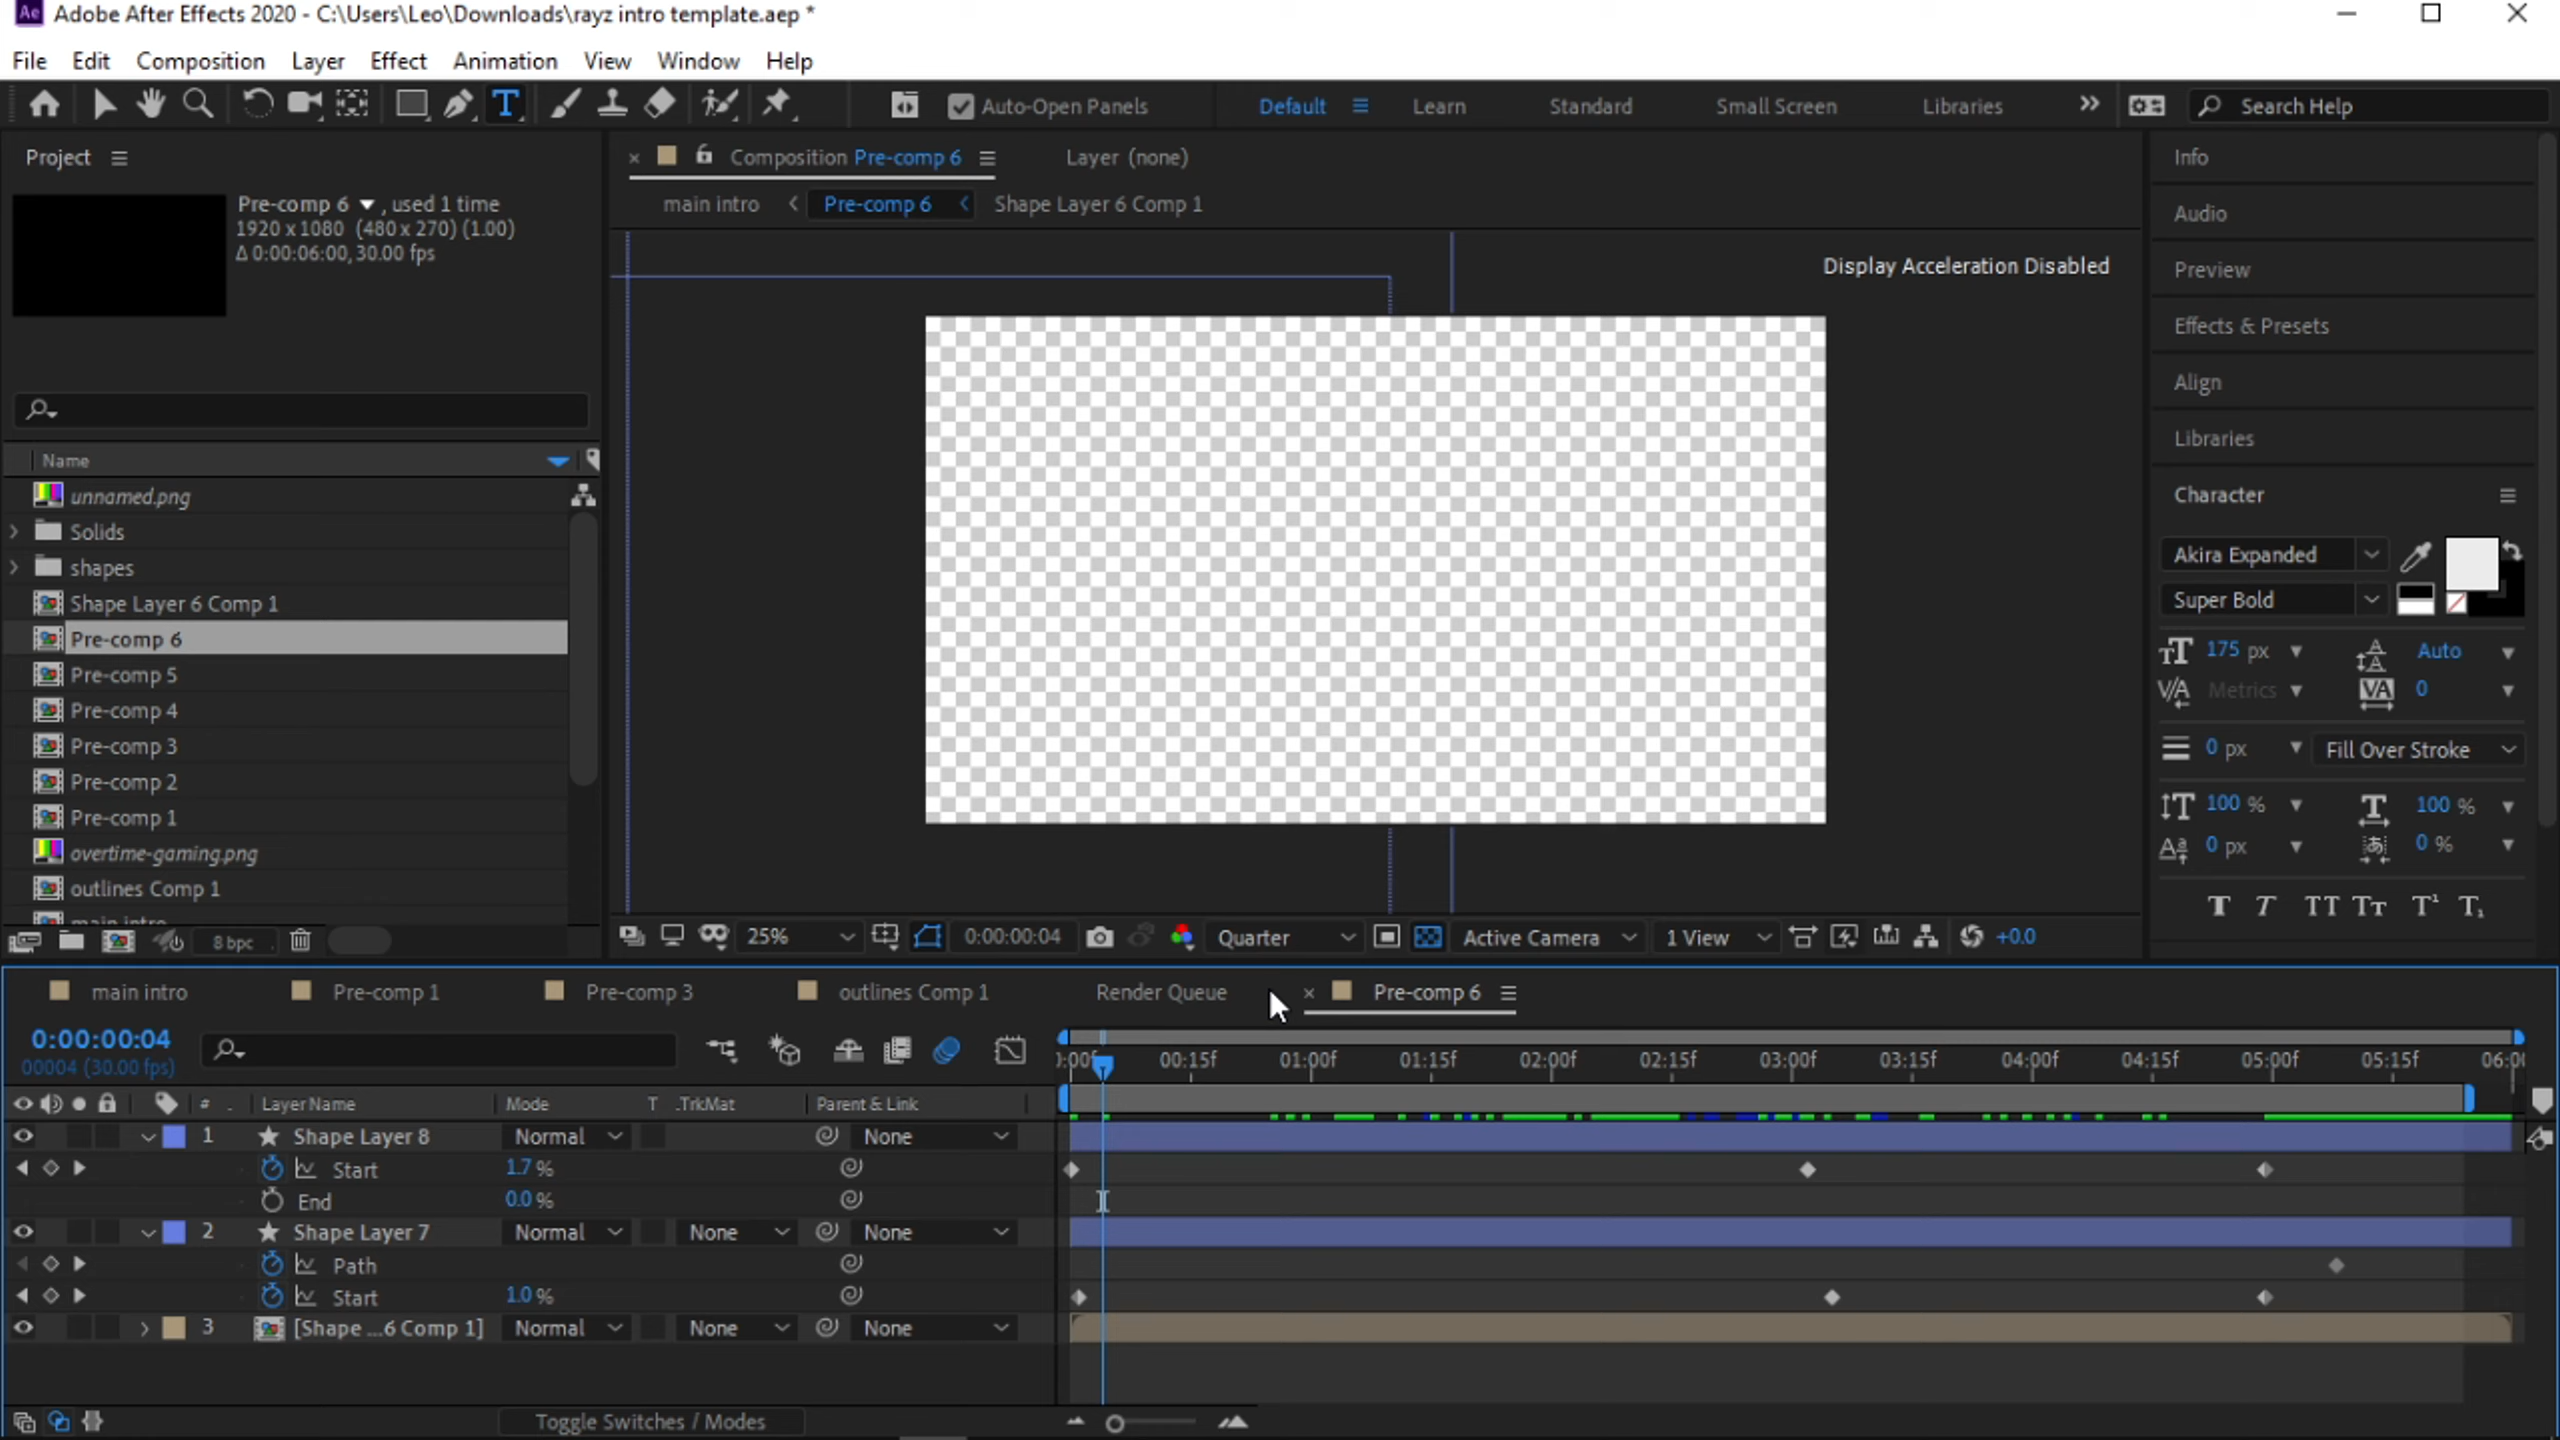 Ae Adobe After Effects 2020 - C:\Users\Leo\Downloads\rayz intro template.aep *
File Edit Composition Layer Effect Animation View Window Help
T Auto-Open Panels Default Learn Standard Small Screen Libraries Search Help
Project
Pre-comp 6 , used 1 time
1920 x 1080 (480 x 270) (1.00)
Δ 0:00:06:00, 30.00 fps
Name
unnamed.png
Solids
shapes
Shape Layer 6 Comp 1
Pre-comp 6
Pre-comp 5
Pre-comp 4
Pre-comp 3
Pre-comp 2
Pre-comp 1
overtime-gaming.png
outlines Comp 1
main intro
8 bpc
Composition Pre-comp 6 Layer (none)
main intro Pre-comp 6 Shape Layer 6 Comp 1
Display Acceleration Disabled
25% 0:00:00:04 Quarter Active Camera 1 View +0.0
Info
Audio
Preview
Effects & Presets
Align
Libraries
Character
Akira Expanded
Super Bold
175 px Auto
Metrics 0
0 px Fill Over Stroke
100 % 100 %
0 px 0 %
T T TT Tт T¹ T₁
main intro Pre-comp 1 Pre-comp 3 outlines Comp 1 Render Queue Pre-comp 6
0:00:00:04
00004 (30.00 fps)
:00f 00:15f 01:00f 01:15f 02:00f 02:15f 03:00f 03:15f 04:00f 04:15f 05:00f 05:15f 06:00
# . Layer Name Mode T .TrkMat Parent & Link
1 Shape Layer 8 Normal None
Start 1.7 %
End 0.0 %
2 Shape Layer 7 Normal None None
Path
Start 1.0 %
3 [Shape ...6 Comp 1] Normal None None
Toggle Switches / Modes